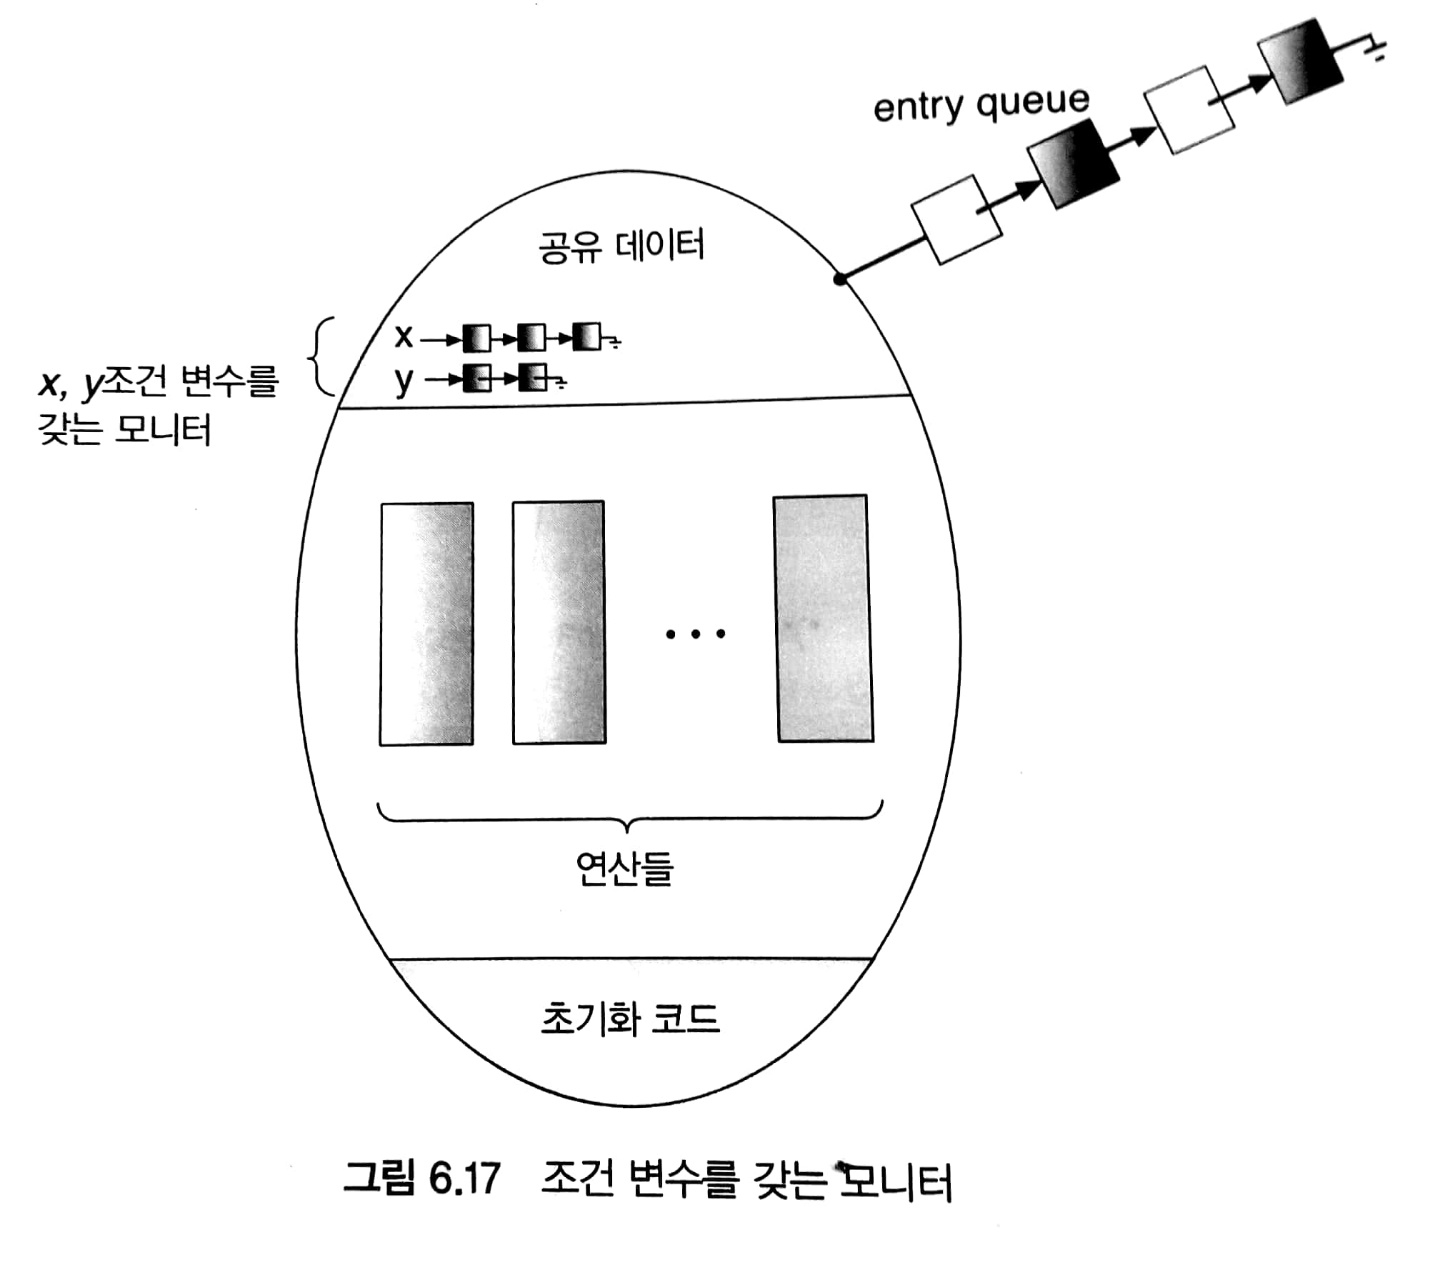 entry queue
공유 데이터
x
y
x, y조건 변수를
갖는 모니터
연산들
초기화 코드
그림 6.17 조건 변수를 갖는 모니터